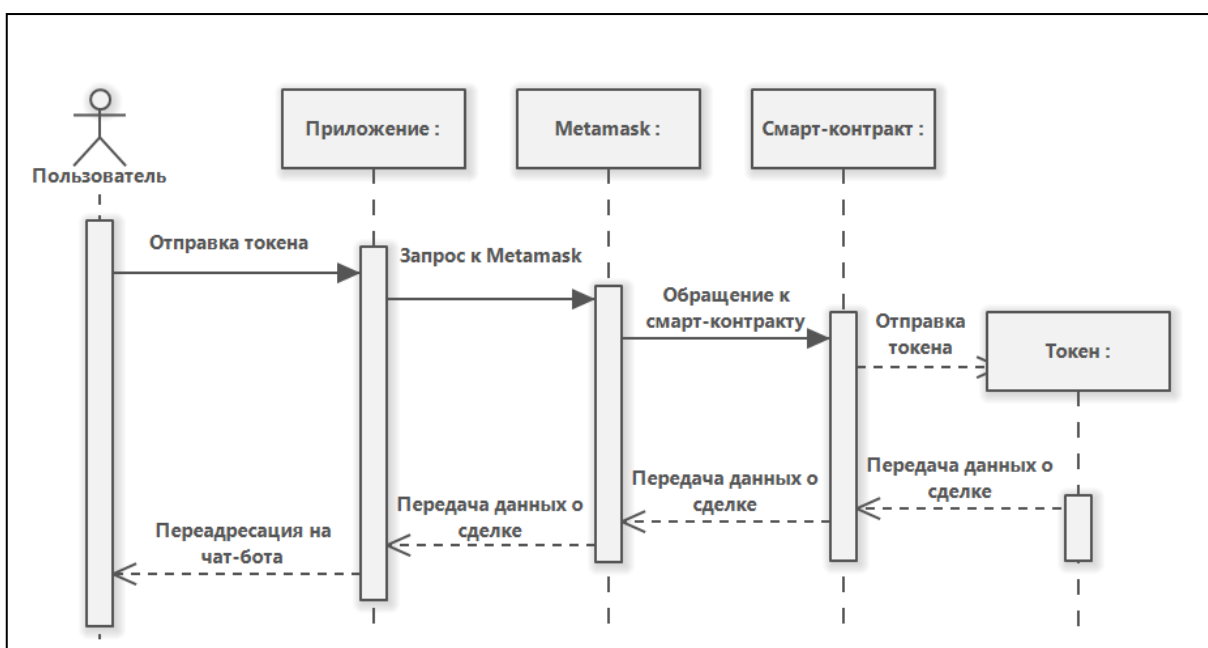 Приложение :
Metamask :
Смарт-контракт :
Пользователь
Отправка токена
Запрос к Metamask
Обращение к
смарт-контракту
Отправка
токена
Токен :
Передача данных о
сделке
Передача данных о
сделке
Передача данных о
сделке
Переадресация на
чат-бота